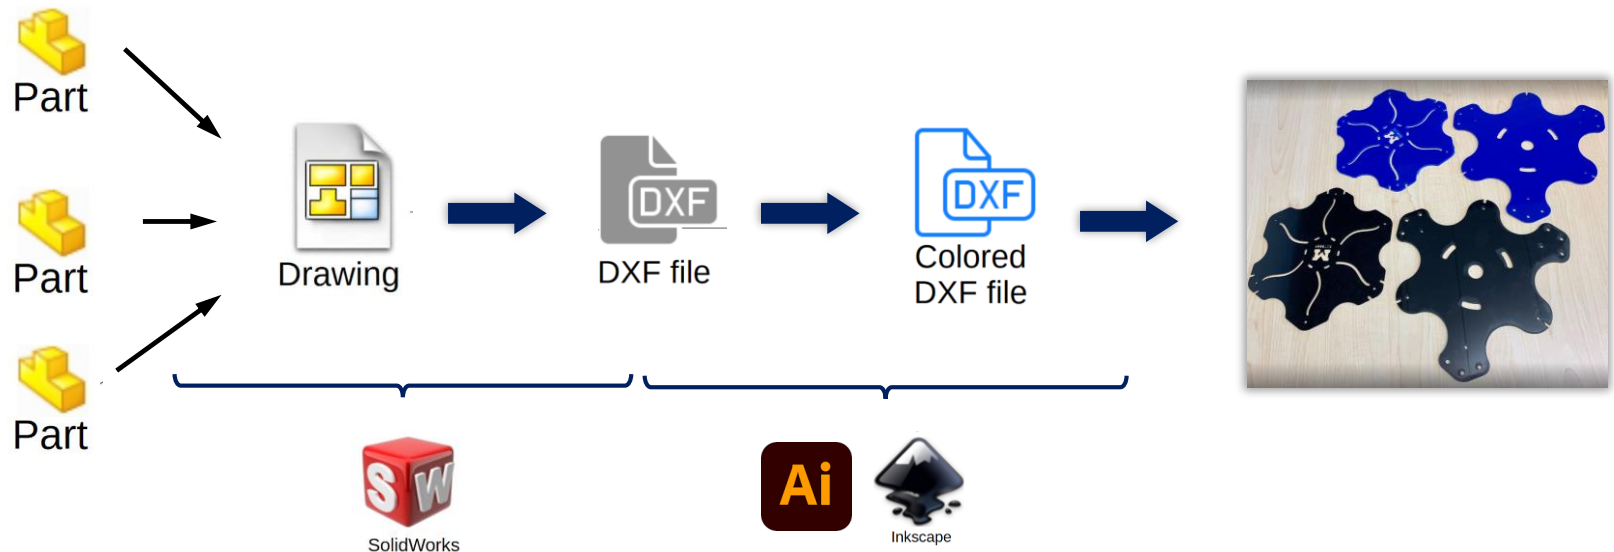 Part
Part
Part
Drawing
DXF
DXF file
DXF
Colored
DXF file
SW
SolidWorks
Ai
Inkscape
M